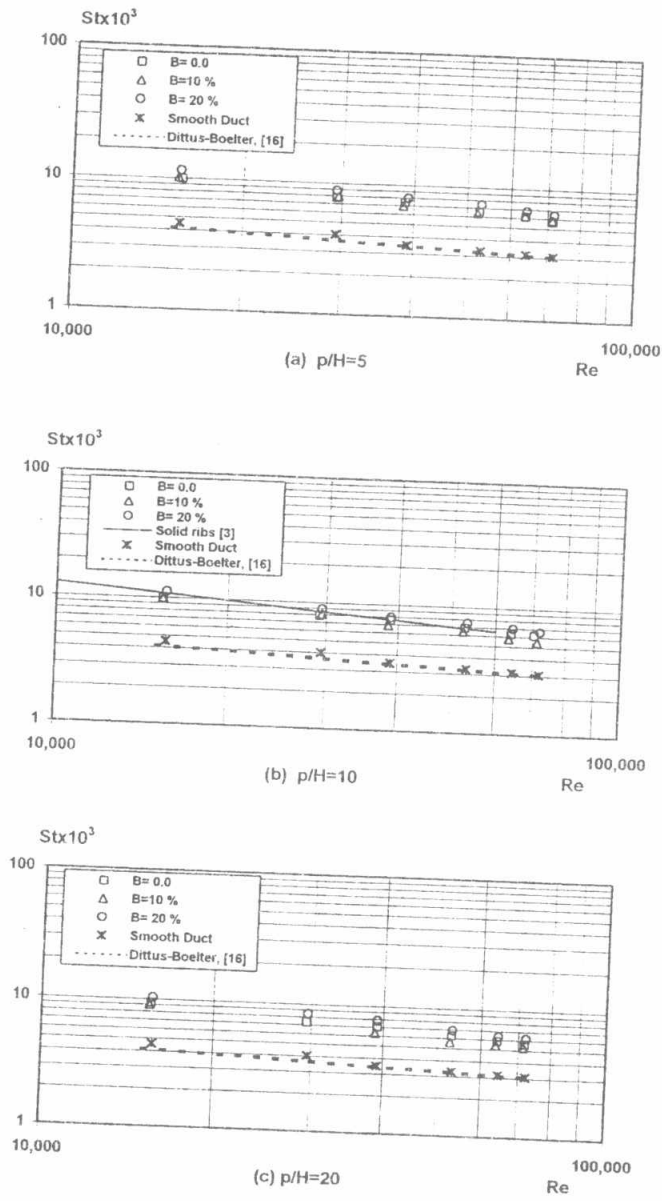 Stx10³
100
B= 0.0
B=10 %
B= 20 %
Smooth Duct
Dittus-Boelter, [16]
10
1
10,000
100,000
(a) p/H=5
Re
Stx10³
100
B= 0.0
B=10 %
B= 20 %
Solid ribs [3]
Smooth Duct
Dittus-Boelter, [16]
10
1
10,000
100,000
(b) p/H=10
Re
Stx10³
100
B= 0.0
B=10 %
B= 20 %
Smooth Duct
Dittus-Boelter, [16]
10
1
10,000
100,000
(c) p/H=20
Re